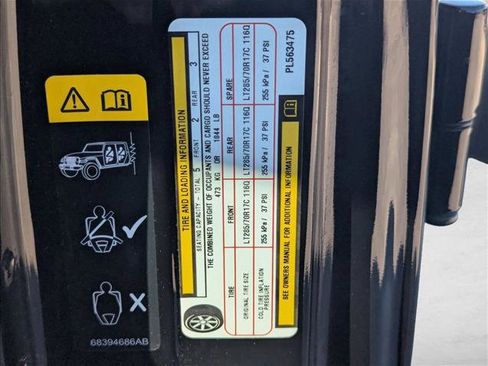 TIRE AND LOADING INFORMATION
SEATING CAPACITY - TOTAL 5 FRONT 2 REAR 3
THE COMBINED WEIGHT OF OCCUPANTS AND CARGO SHOULD NEVER EXCEED
473 KG OR 1044 LB
TIRE FRONT REAR SPARE
ORIGINAL TIRE SIZE LT285/70R17C 116Q LT285/70R17C 116Q LT285/70R17C 116Q
COLD TIRE INFLATION PRESSURE 255 kPa / 37 PSI 255 kPa / 37 PSI 255 kPa / 37 PSI
SEE OWNERS MANUAL FOR ADDITIONAL INFORMATION
PL563475
68394686AB